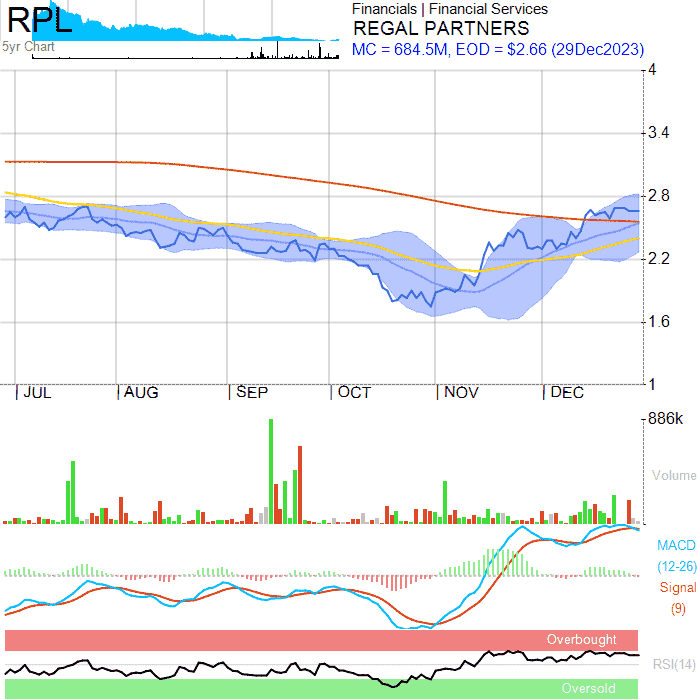 RPL
5yr Chart
Financials | Financial Services
REGAL PARTNERS
MC = 684.5M, EOD = $2.66 (29Dec2023)
4
3.4
2.8
2.2
1.6
1
JUL AUG SEP OCT NOV DEC
886k
Volume
MACD
(12-26)
Signal
(9)
Overbought
RSI(14)
Oversold